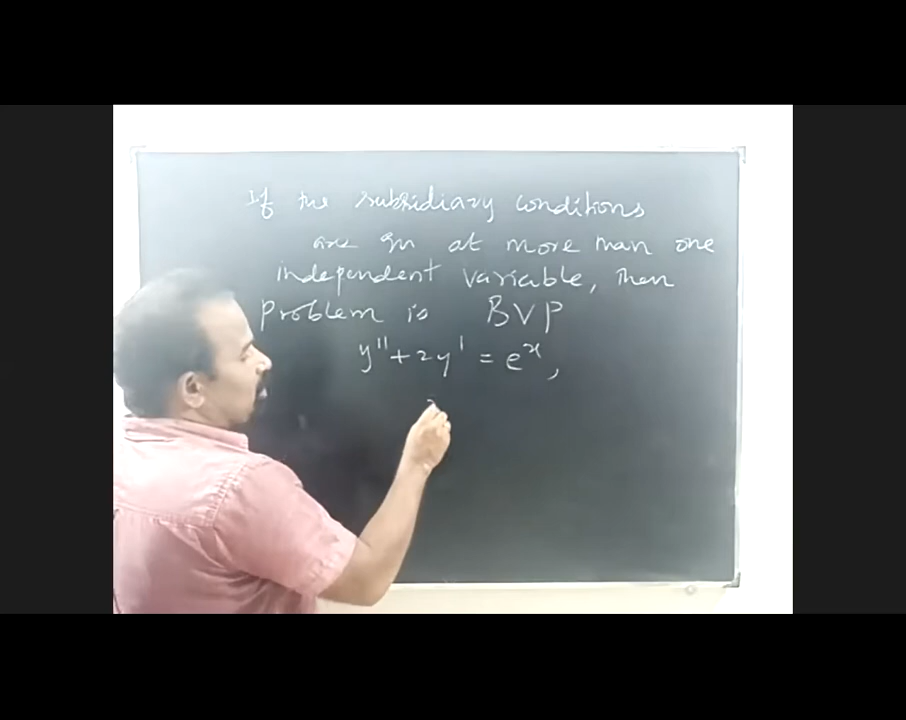 If the subsidiary conditions
are gn at more than one
independent variable, then
problem is BVP
y'' + 2y' = e^x,